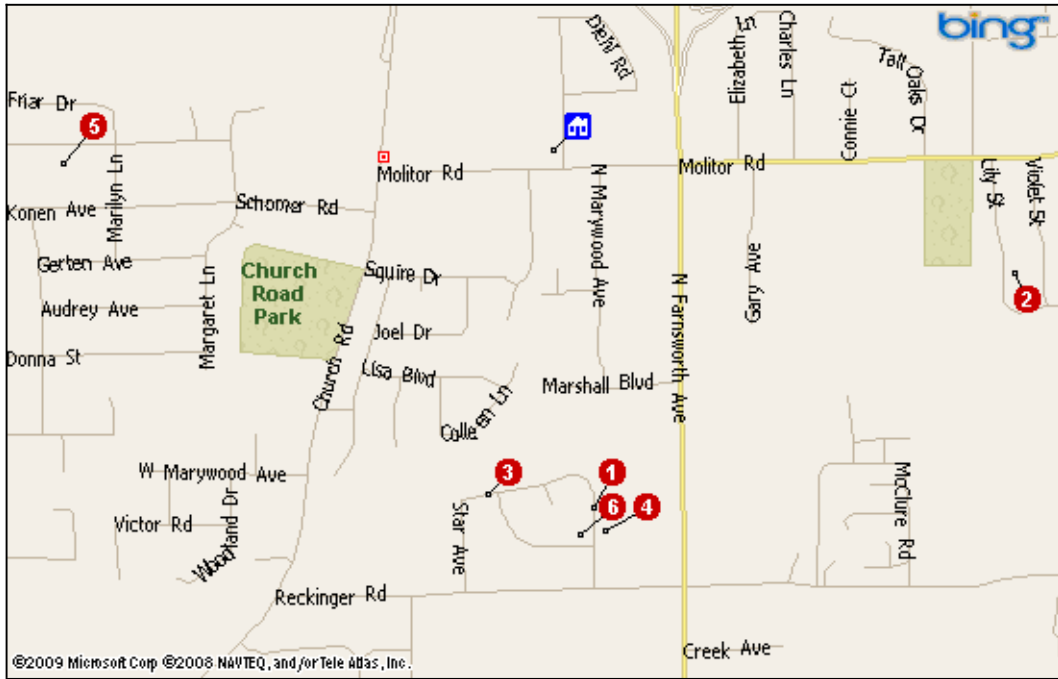 bing™
Diehl Rd
Elizabeth St
Charles Ln
Tall Oaks Dr
Connie Ct
Friar Dr
5
Marilyn Ln
Molitor Rd
Molitor Rd
Lily St
Violet St
Konen Ave
Schomer Rd
N Marywood Ave
Gary Ave
Gerten Ave
Margaret Ln
Church
Road
Park
Squire Dr
N Farnsworth Ave
2
Audrey Ave
Joel Dr
Church Rd
Donna St
Lisa Blvd
Marshall Blvd
Colleen Ln
W Marywood Ave
3
1
McClure Rd
6
4
Victor Rd
Woodland Dr
Star Ave
Reckinger Rd
Creek Ave
©2009 Microsoft Corp ©2008 NAVTEQ, and/or Tele Atlas, Inc.